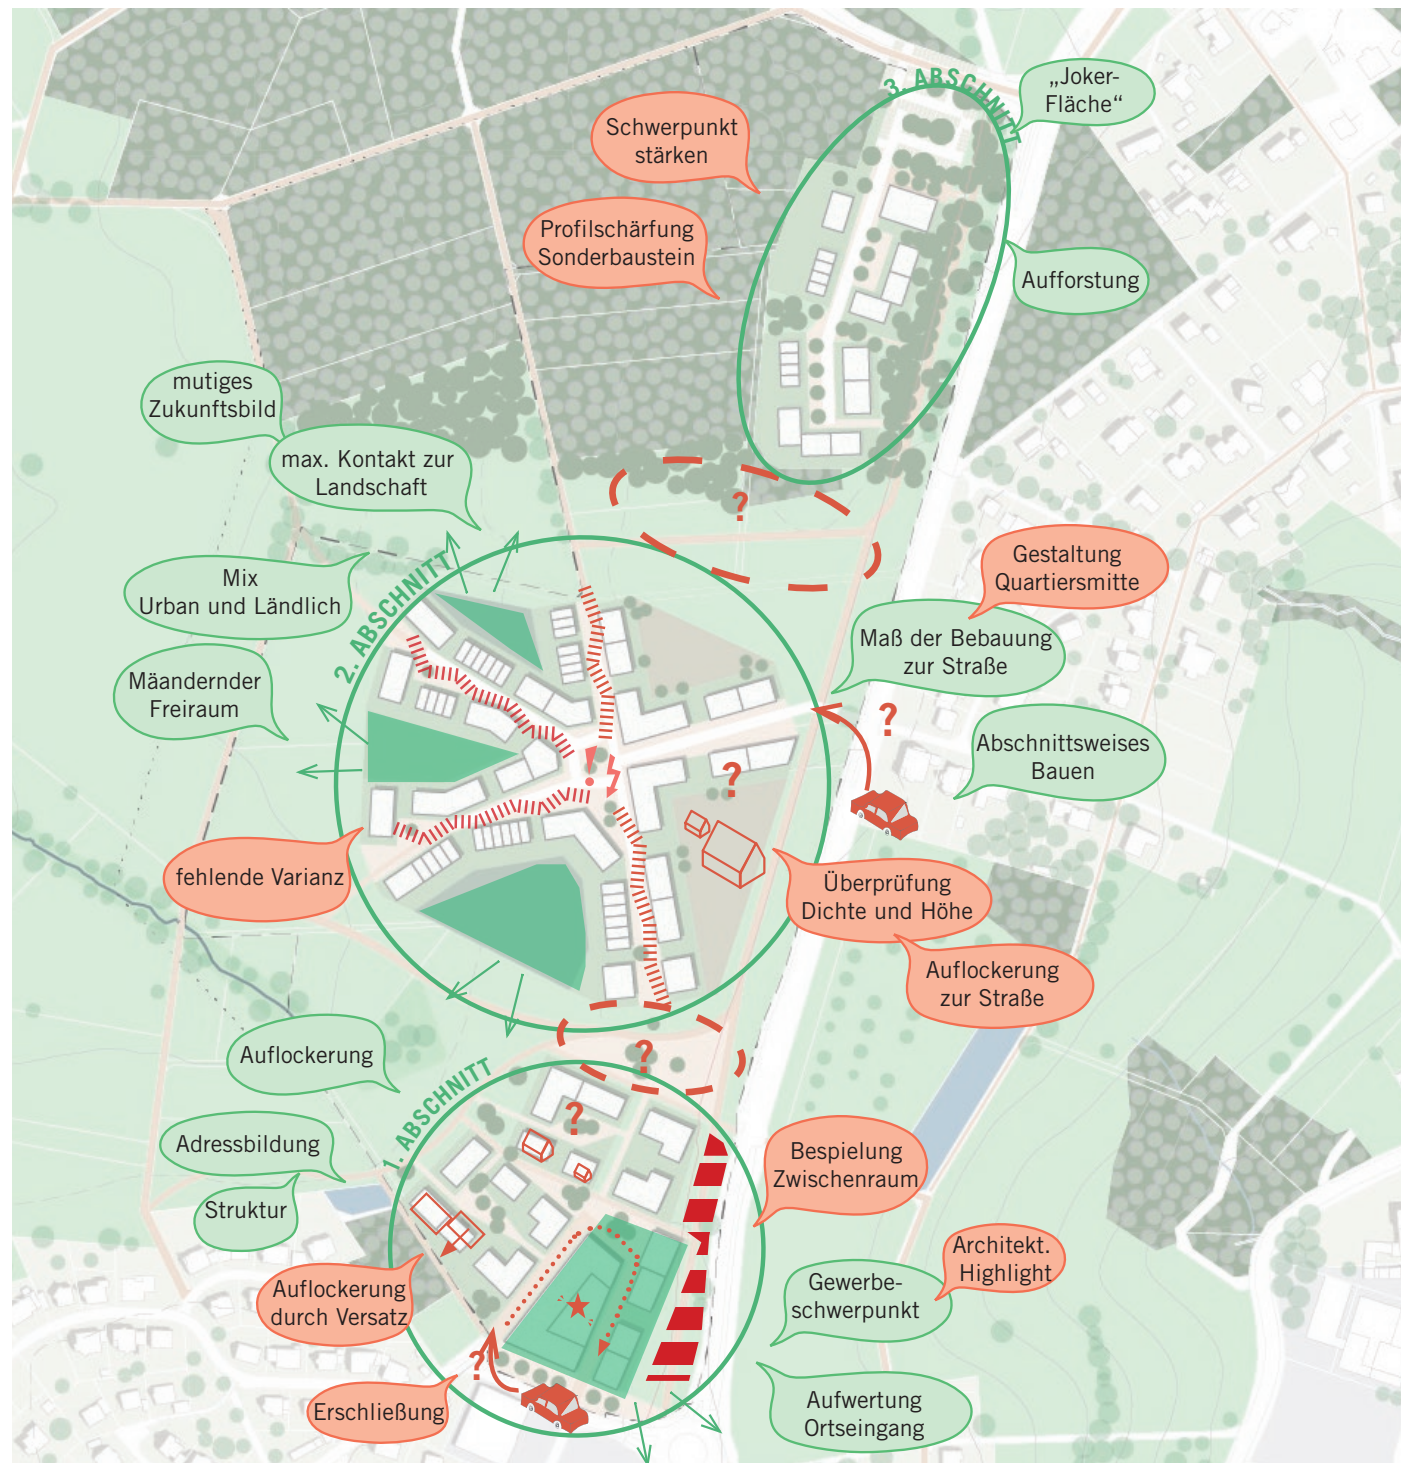 3. ABSCHNITT
„Joker-
Fläche“
Schwerpunkt
stärken
Profilschärfung
Sonderbaustein
Aufforstung
mutiges
Zukunftsbild
max. Kontakt zur
Landschaft
?
Gestaltung
Quartiersmitte
Mix
Urban und Ländlich
2. ABSCHNITT
Maß der Bebauung
zur Straße
Mäandernder
Freiraum
?
Abschnittsweises
Bauen
?
!
fehlende Varianz
Überprüfung
Dichte und Höhe
Auflockerung
zur Straße
Auflockerung
?
1. ABSCHNITT
?
Adressbildung
Struktur
Bespielung
Zwischenraum
Architekt.
Highlight
Gewerbe-
schwerpunkt
Auflockerung
durch Versatz
?
Erschließung
Aufwertung
Ortseingang